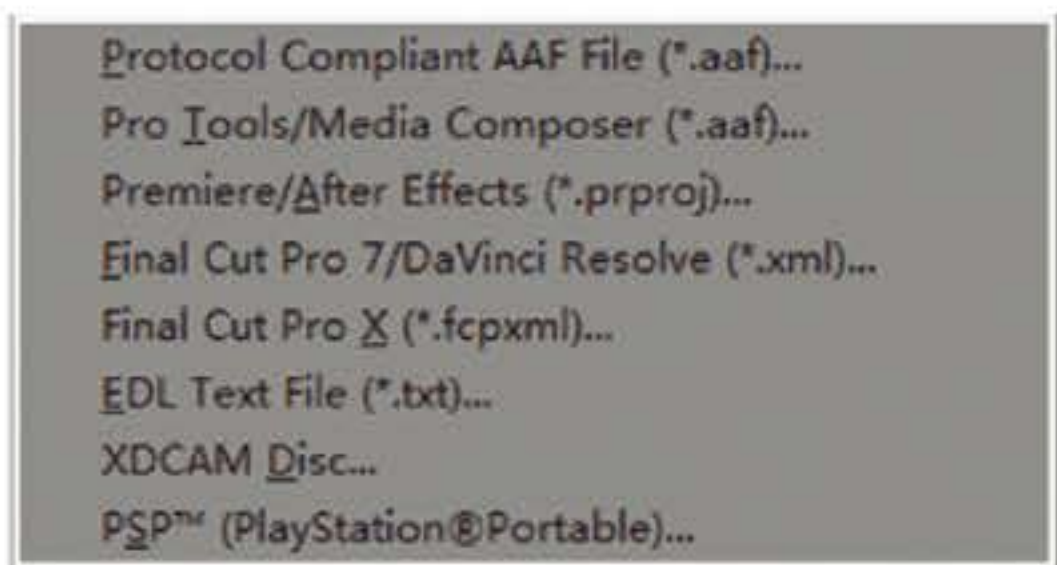 Protocol Compliant AAF File (*.aaf)...
Pro Tools/Media Composer (*.aaf)...
Premiere/After Effects (*.prproj)...
Final Cut Pro 7/DaVinci Resolve (*.xml)...
Final Cut Pro X (*.fcpxml)...
EDL Text File (*.txt)...
XDCAM Disc...
PSP™ (PlayStation®Portable)...